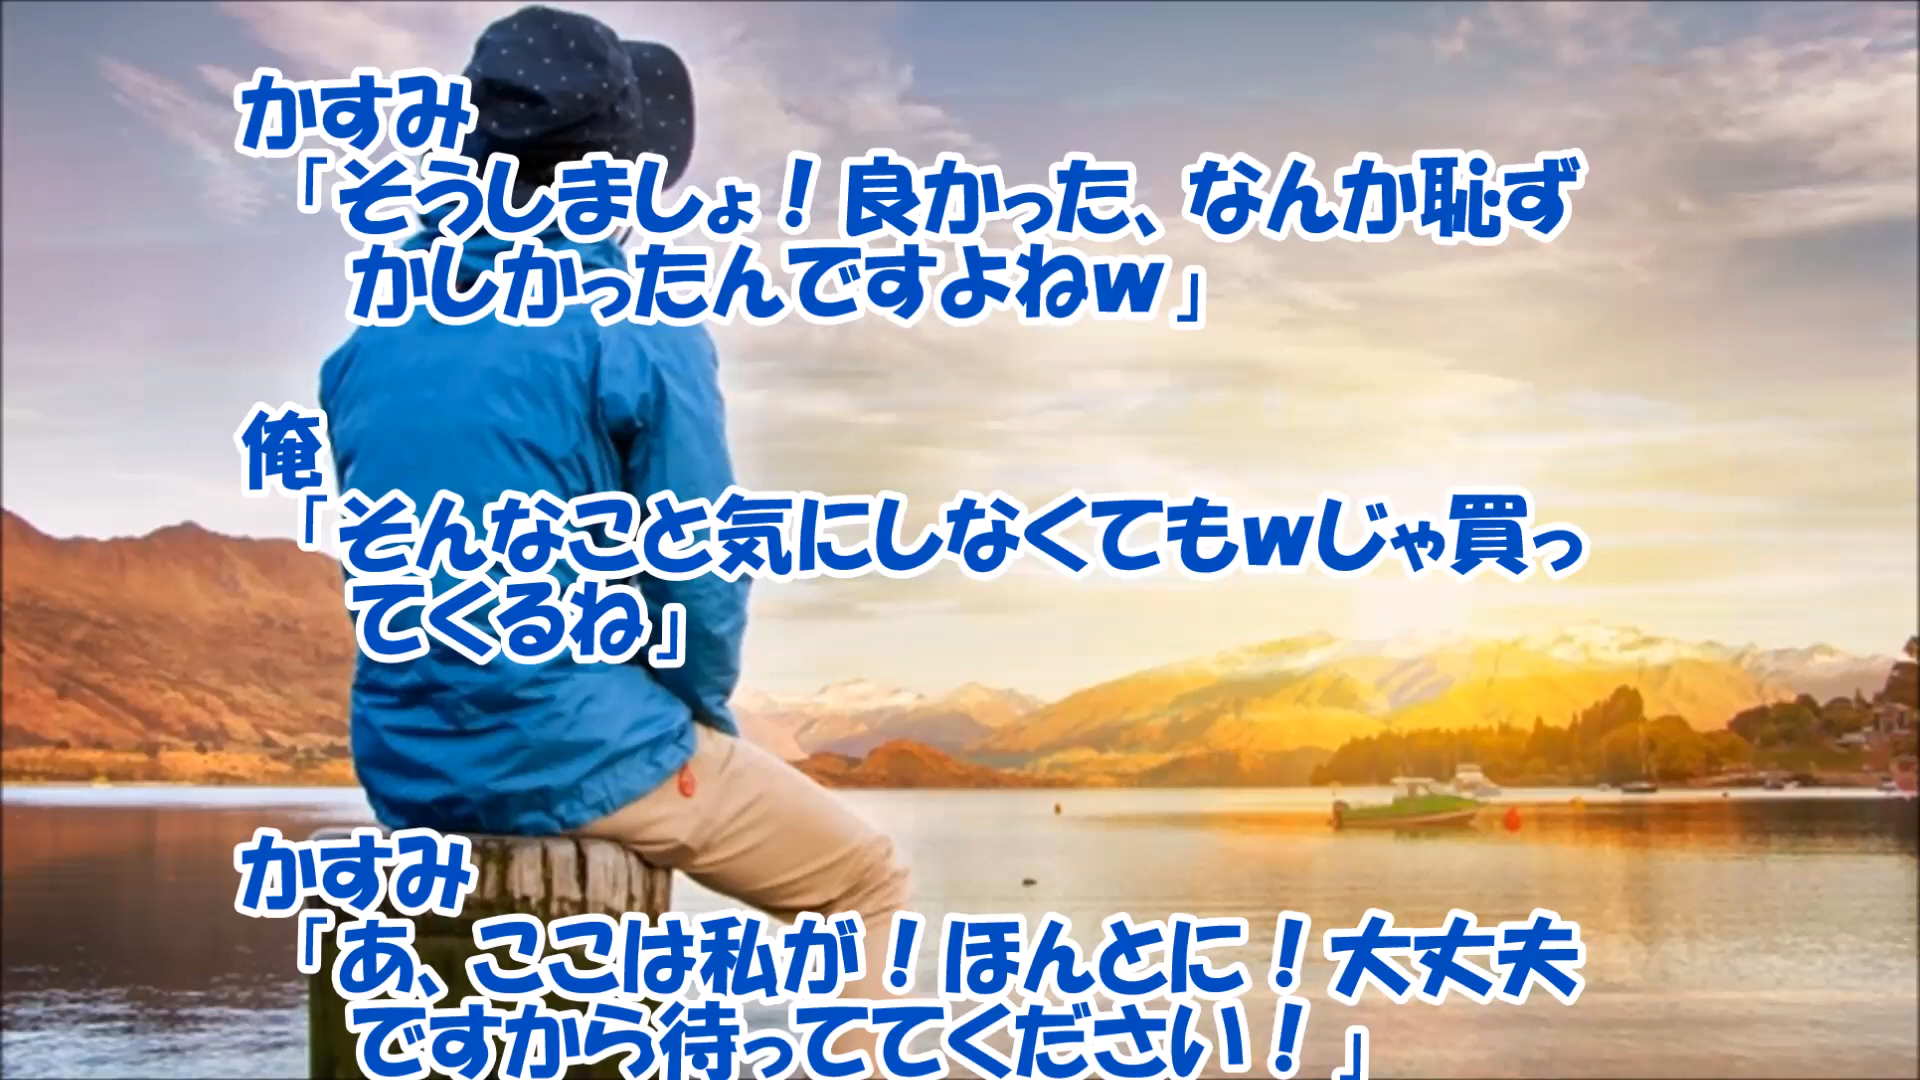 かすみ
「そうしましょ！良かった、なんか恥ず
かしかったんですよねｗ」
俺
「そんなこと気にしなくてもｗじゃ買っ
てくるね」
かすみ
「あ、ここは私が！ほんとに！大丈夫
ですから待っててください！」